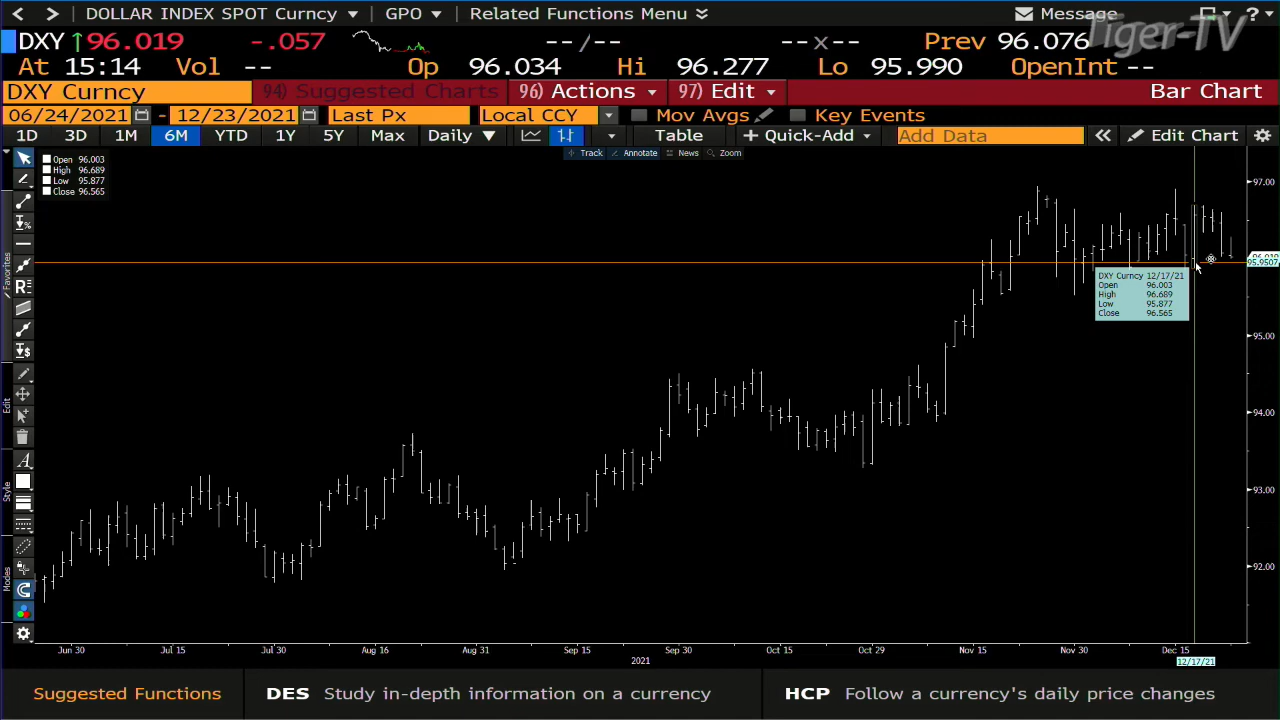 DOLLAR INDEX SPOT Curncy GPO Related Functions Menu Message ?
Tiger-TV
DXY 96.019 -.057 --/-- --x-- Prev 96.076
At 15:14 Vol -- Op 96.034 Hi 96.277 Lo 95.990 OpenInt --
DXY Curncy 94) Suggested Charts 96) Actions 97) Edit Bar Chart
06/24/2021 - 12/23/2021 Last Px Local CCY Mov Avgs Key Events
1D 3D 1M 6M YTD 1Y 5Y Max Daily Table + Quick-Add Add Data Edit Chart
Track Annotate News Zoom
Open 96.003
High 96.689
Low 95.877
Close 96.565
97.00
95.9507
DXY Curncy 12/17/21
Open 96.003
High 96.689
Low 95.877
Close 96.565
95.00
94.00
93.00
92.00
Favorites
Edit
Style
Modes
Jun 30 Jul 15 Jul 30 Aug 16 Aug 31 Sep 15 Sep 30 Oct 15 Oct 29 Nov 15 Nov 30 Dec 15
2021
12/17/21
Suggested Functions DES Study in-depth information on a currency HCP Follow a currency's daily price changes